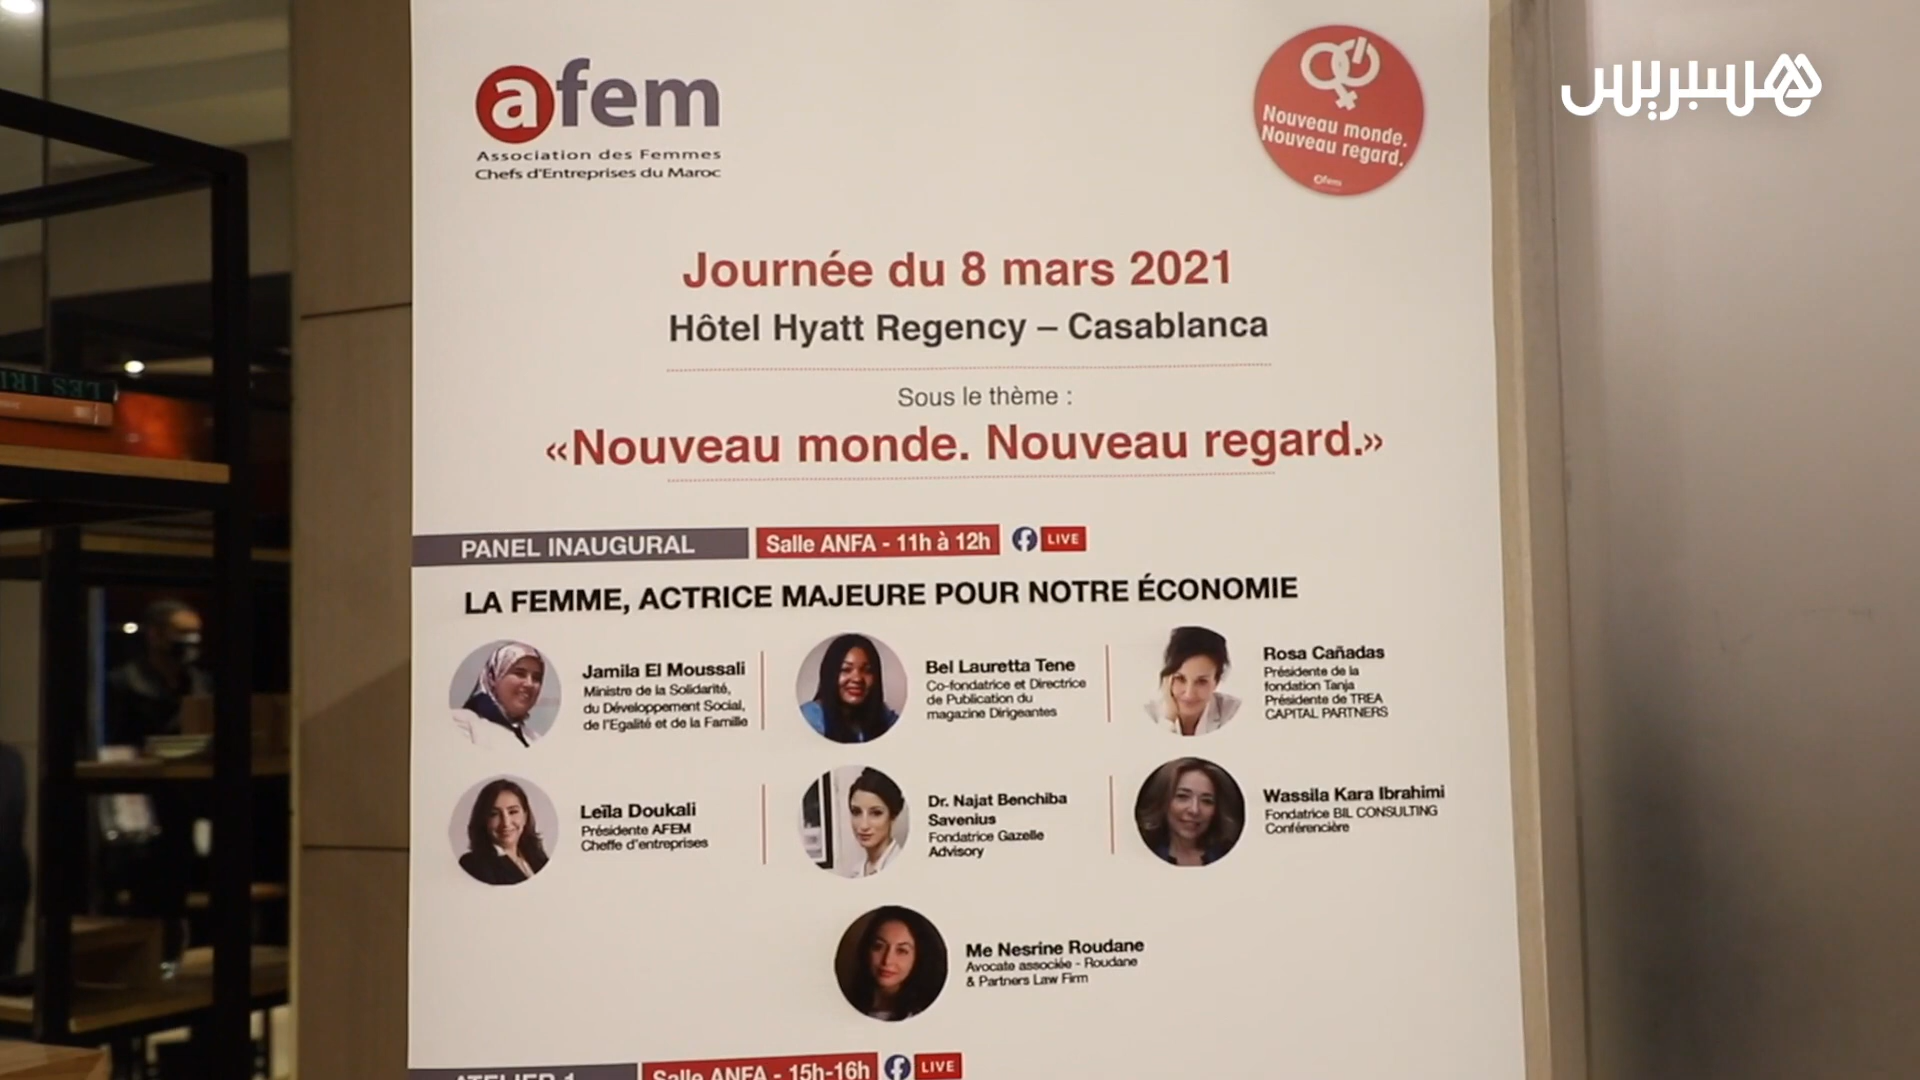 هسبريس
afem
Association des Femmes
Chefs d'Entreprises du Maroc
Nouveau monde.
Nouveau regard.
afem
Journée du 8 mars 2021
Hôtel Hyatt Regency – Casablanca
Sous le thème :
«Nouveau monde. Nouveau regard.»
PANEL INAUGURAL
Salle ANFA - 11h à 12h
LIVE
LA FEMME, ACTRICE MAJEURE POUR NOTRE ÉCONOMIE
Jamila El Moussali
Ministre de la Solidarité,
du Développement Social,
de l'Egalité et de la Famille
Bel Lauretta Tene
Co-fondatrice et Directrice
de Publication du
magazine Dirigeantes
Rosa Cañadas
Présidente de la
fondation Tanja
Présidente de TREA
CAPITAL PARTNERS
Leïla Doukali
Présidente AFEM
Cheffe d'entreprises
Dr. Najat Benchiba
Savenius
Fondatrice Gazelle
Advisory
Wassila Kara Ibrahimi
Fondatrice BIL CONSULTING
Conférencière
Me Nesrine Roudane
Avocate associée - Roudane
& Partners Law Firm
ATELIER 1
Salle ANFA - 15h-16h
LIVE
LES